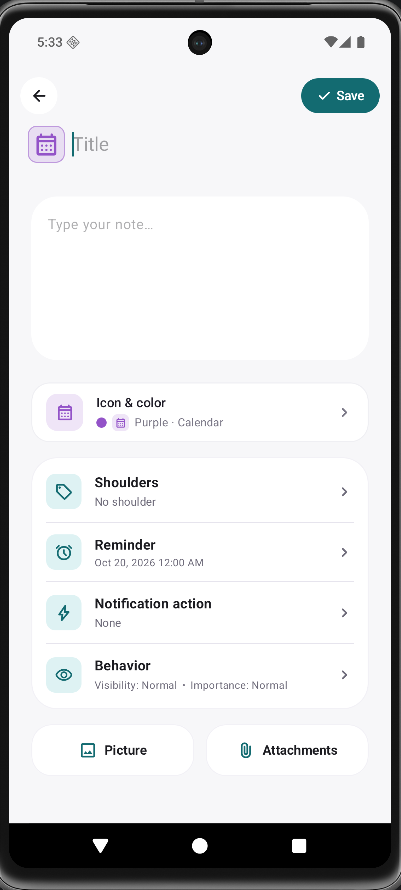 5:33
Save
Title
Type your note…
Icon & color
Purple · Calendar
Shoulders
No shoulder
Reminder
Oct 20, 2026 12:00 AM
Notification action
None
Behavior
Visibility: Normal • Importance: Normal
Picture
Attachments